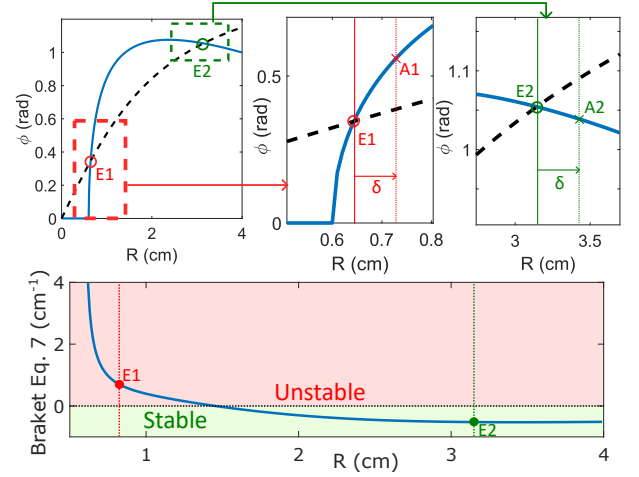 ϕ (rad)
1
0.8
0.6
0.4
0.2
0
E1
E2
0 2 4
R (cm)
ϕ (rad)
0.5
0
A1
E1
δ
0.6 0.7 0.8
R (cm)
ϕ (rad)
1.1
1
E2
A2
δ
3 3.5
R (cm)
Braket Eq. 7 (cm⁻¹)
4
2
0
E1
Unstable
Stable
E2
1 2 3 4
R (cm)